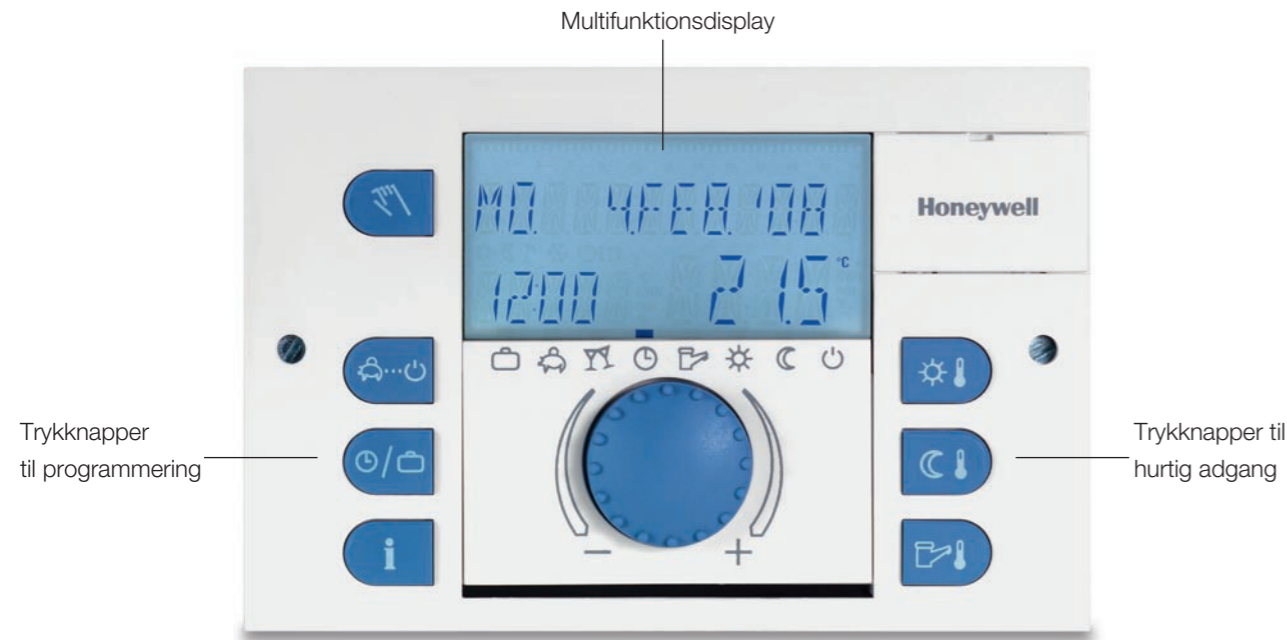 Multifunktionsdisplay
MO. 4.FEB.'08
Honeywell
12:00 21.5 °C
Trykknapper
til programmering
Trykknapper til
hurtig adgang
i
− +